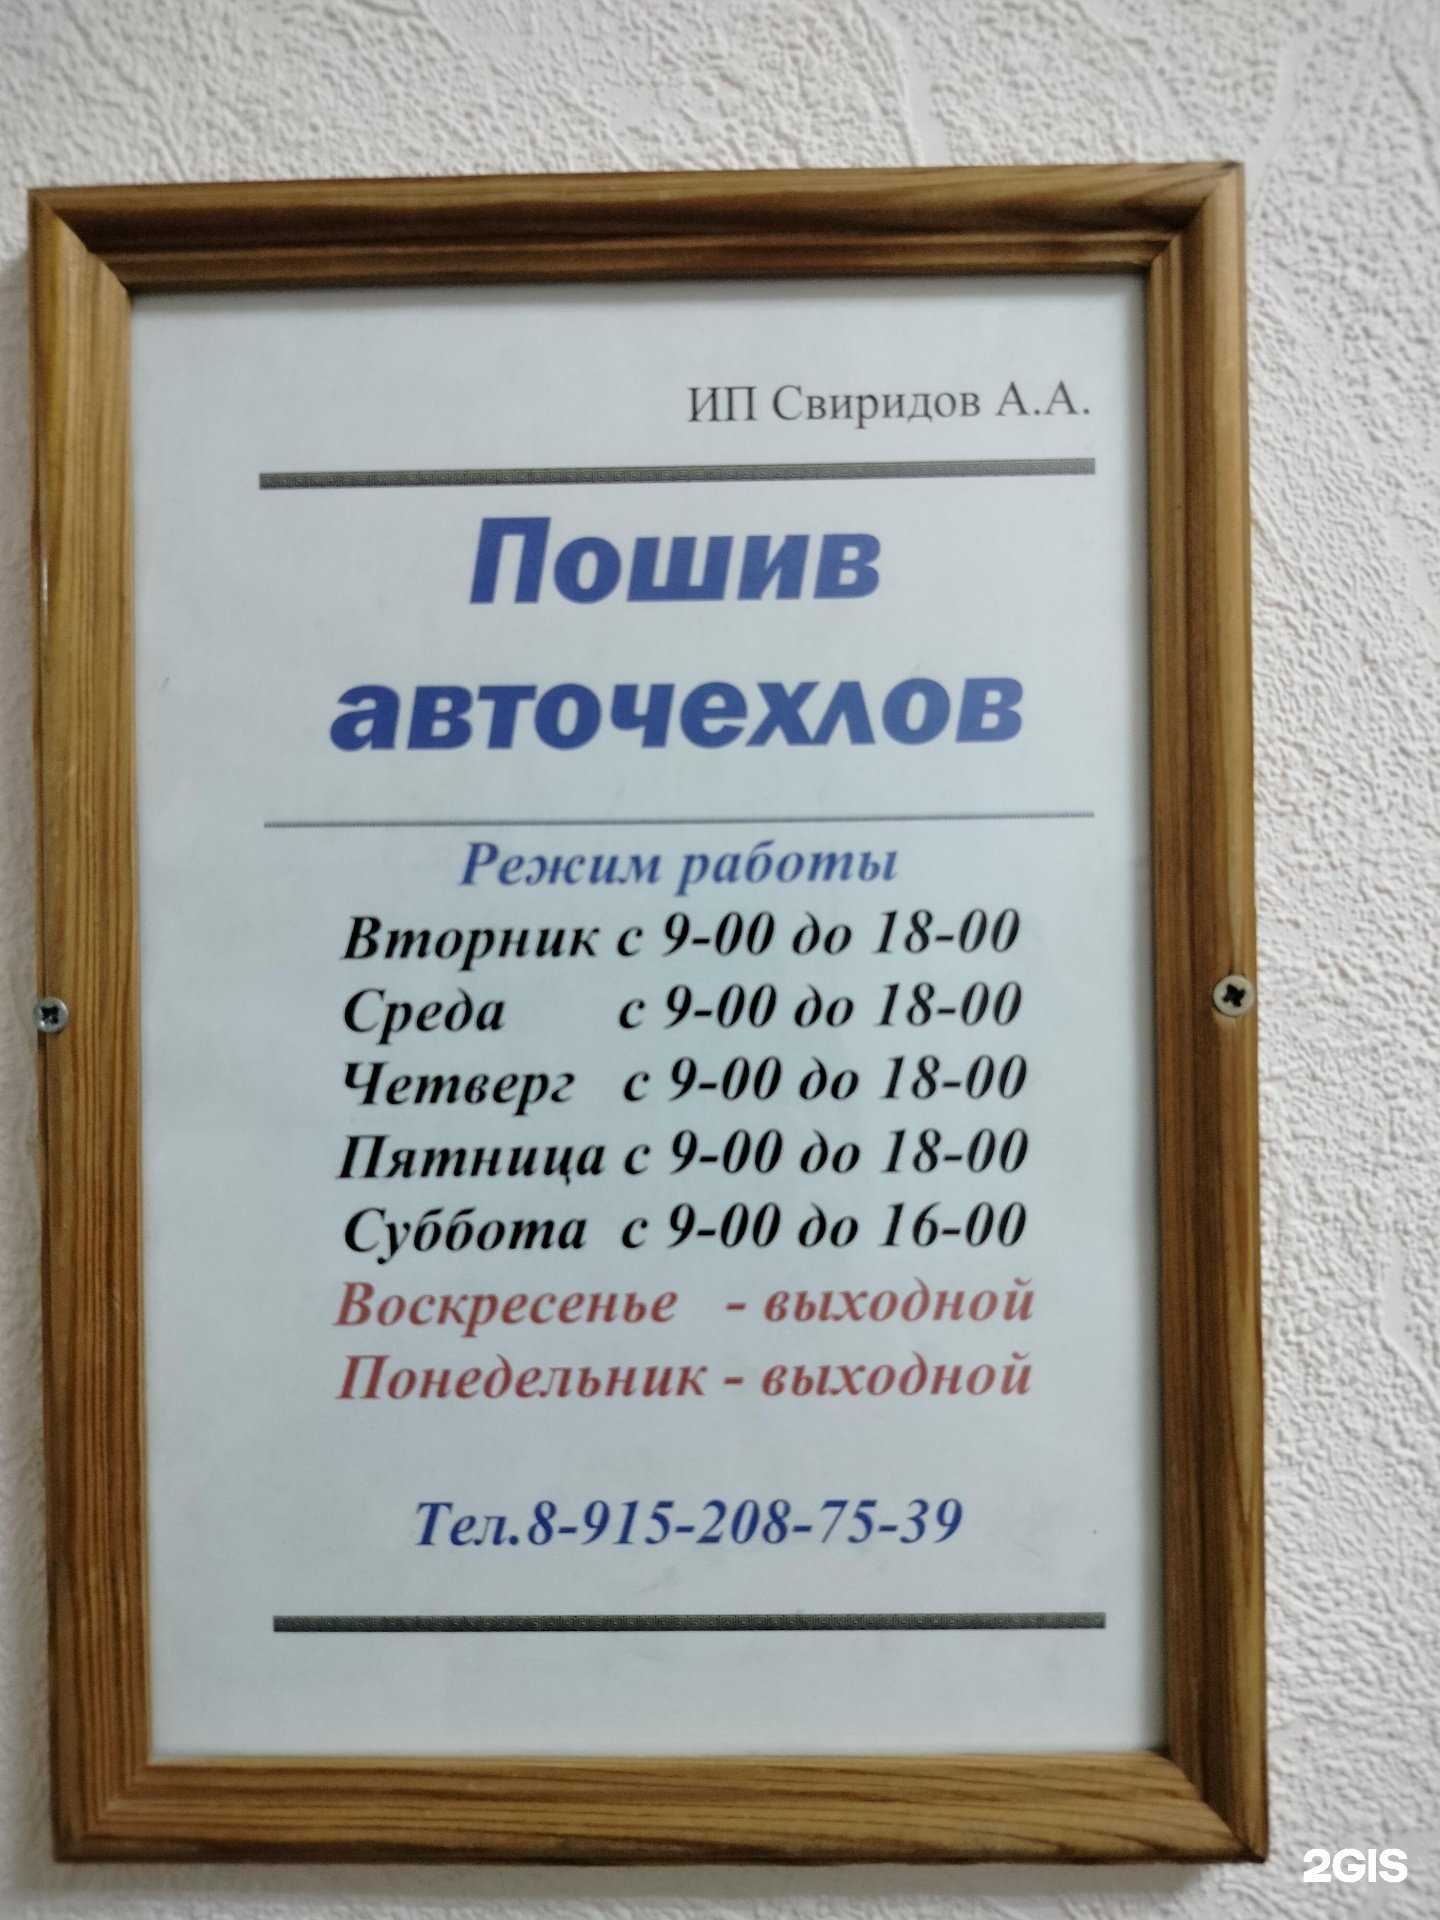 ИП Свиридов А.А.
Пошив
авточехлов
Режим работы
Вторник с 9-00 до 18-00
Среда с 9-00 до 18-00
Четверг с 9-00 до 18-00
Пятница с 9-00 до 18-00
Суббота с 9-00 до 16-00
Воскресенье - выходной
Понедельник - выходной
Тел.8-915-208-75-39
2GIS